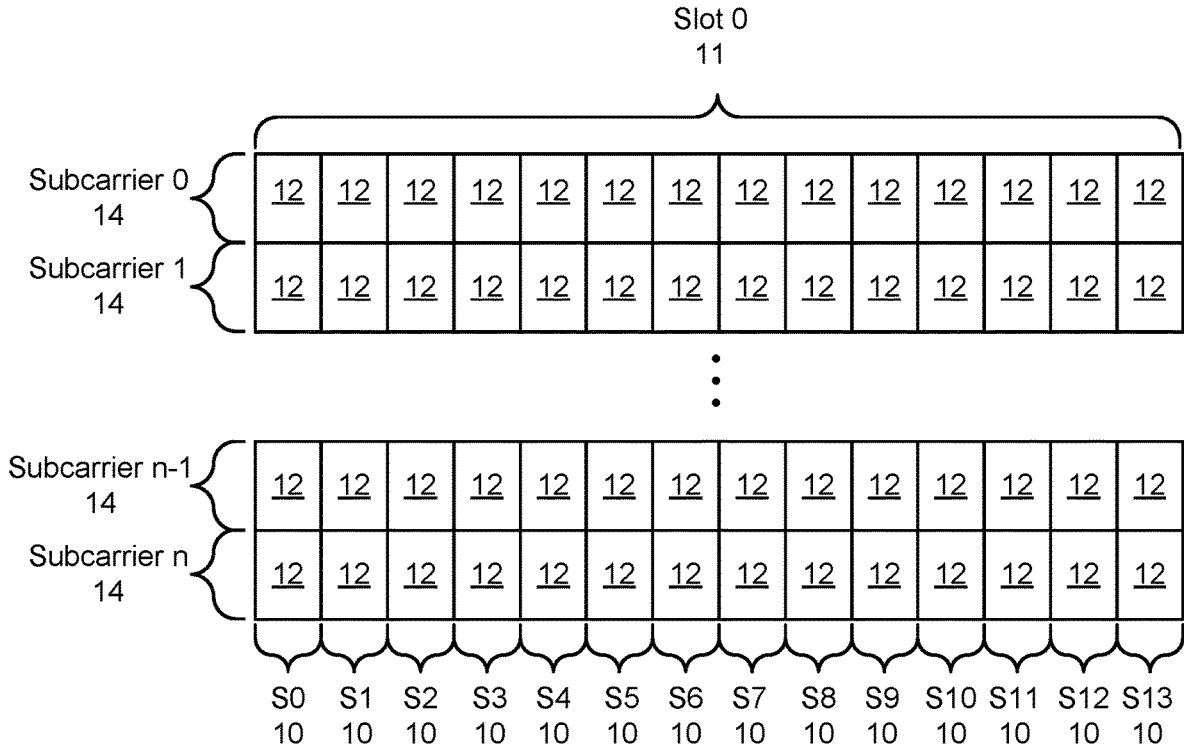 Slot 0
11
Subcarrier 0
14
12 12 12 12 12 12 12 12 12 12 12 12 12 12
Subcarrier 1
14
12 12 12 12 12 12 12 12 12 12 12 12 12 12
Subcarrier n-1
14
12 12 12 12 12 12 12 12 12 12 12 12 12 12
Subcarrier n
14
12 12 12 12 12 12 12 12 12 12 12 12 12 12
S0 S1 S2 S3 S4 S5 S6 S7 S8 S9 S10 S11 S12 S13
10 10 10 10 10 10 10 10 10 10 10 10 10 10